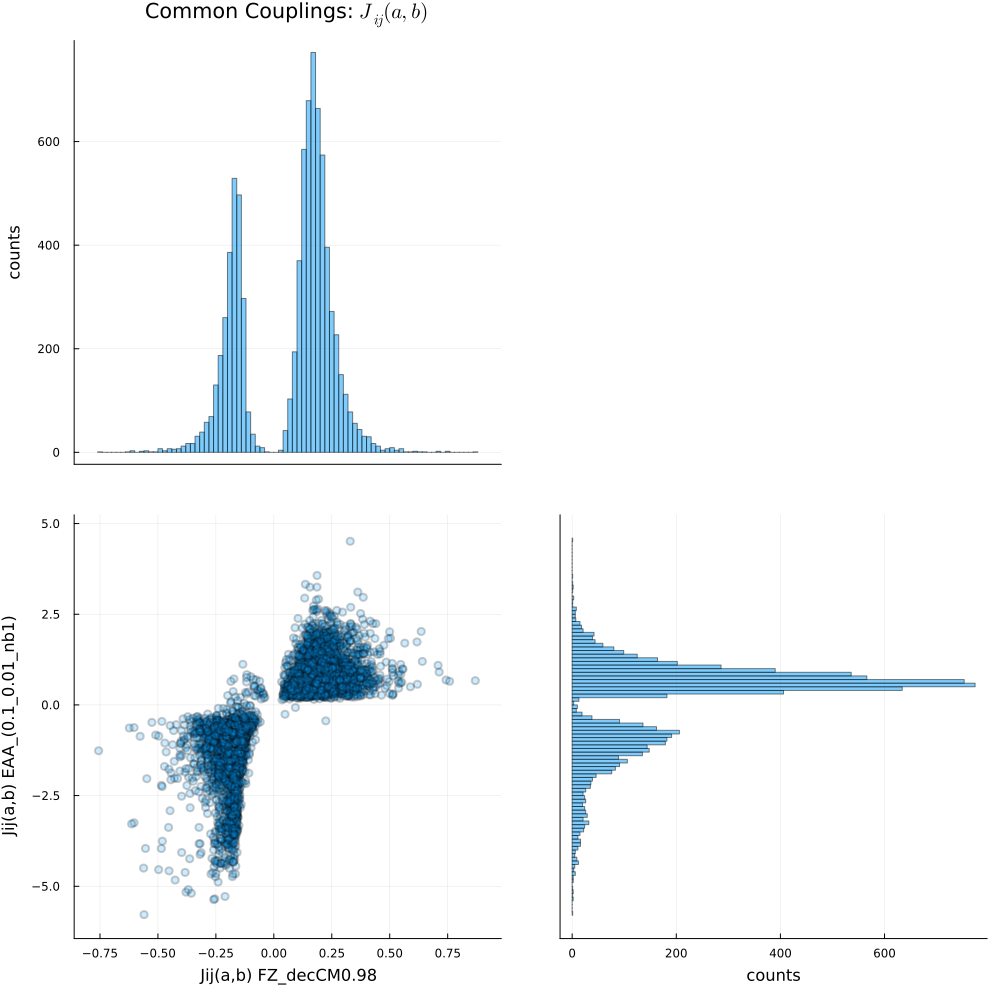 Common Couplings: J_{ij}(a, b)
600
400
200
0
counts
5.0
2.5
0.0
−2.5
−5.0
Jij(a,b) EAA_(0.1_0.01_nb1)
−0.75 −0.50 −0.25 0.00 0.25 0.50 0.75
Jij(a,b) FZ_decCM0.98
0 200 400 600
counts